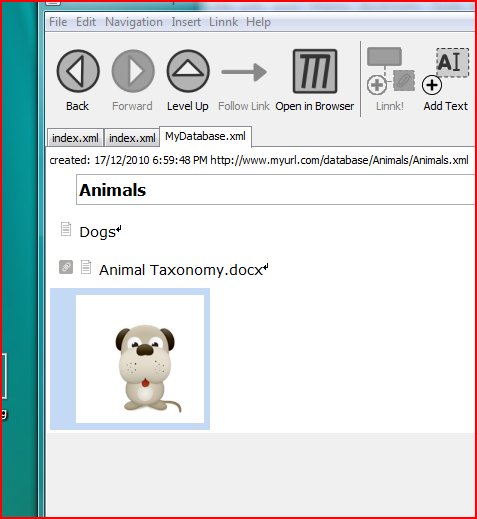 File Edit Navigation Insert Linnk Help
Back Forward Level Up Follow Link Open in Browser Linnk! Add Text
index.xml index.xml MyDatabase.xml
created: 17/12/2010 6:59:48 PM http://www.myurl.com/database/Animals/Animals.xml
Animals
Dogs
Animal Taxonomy.docx
g